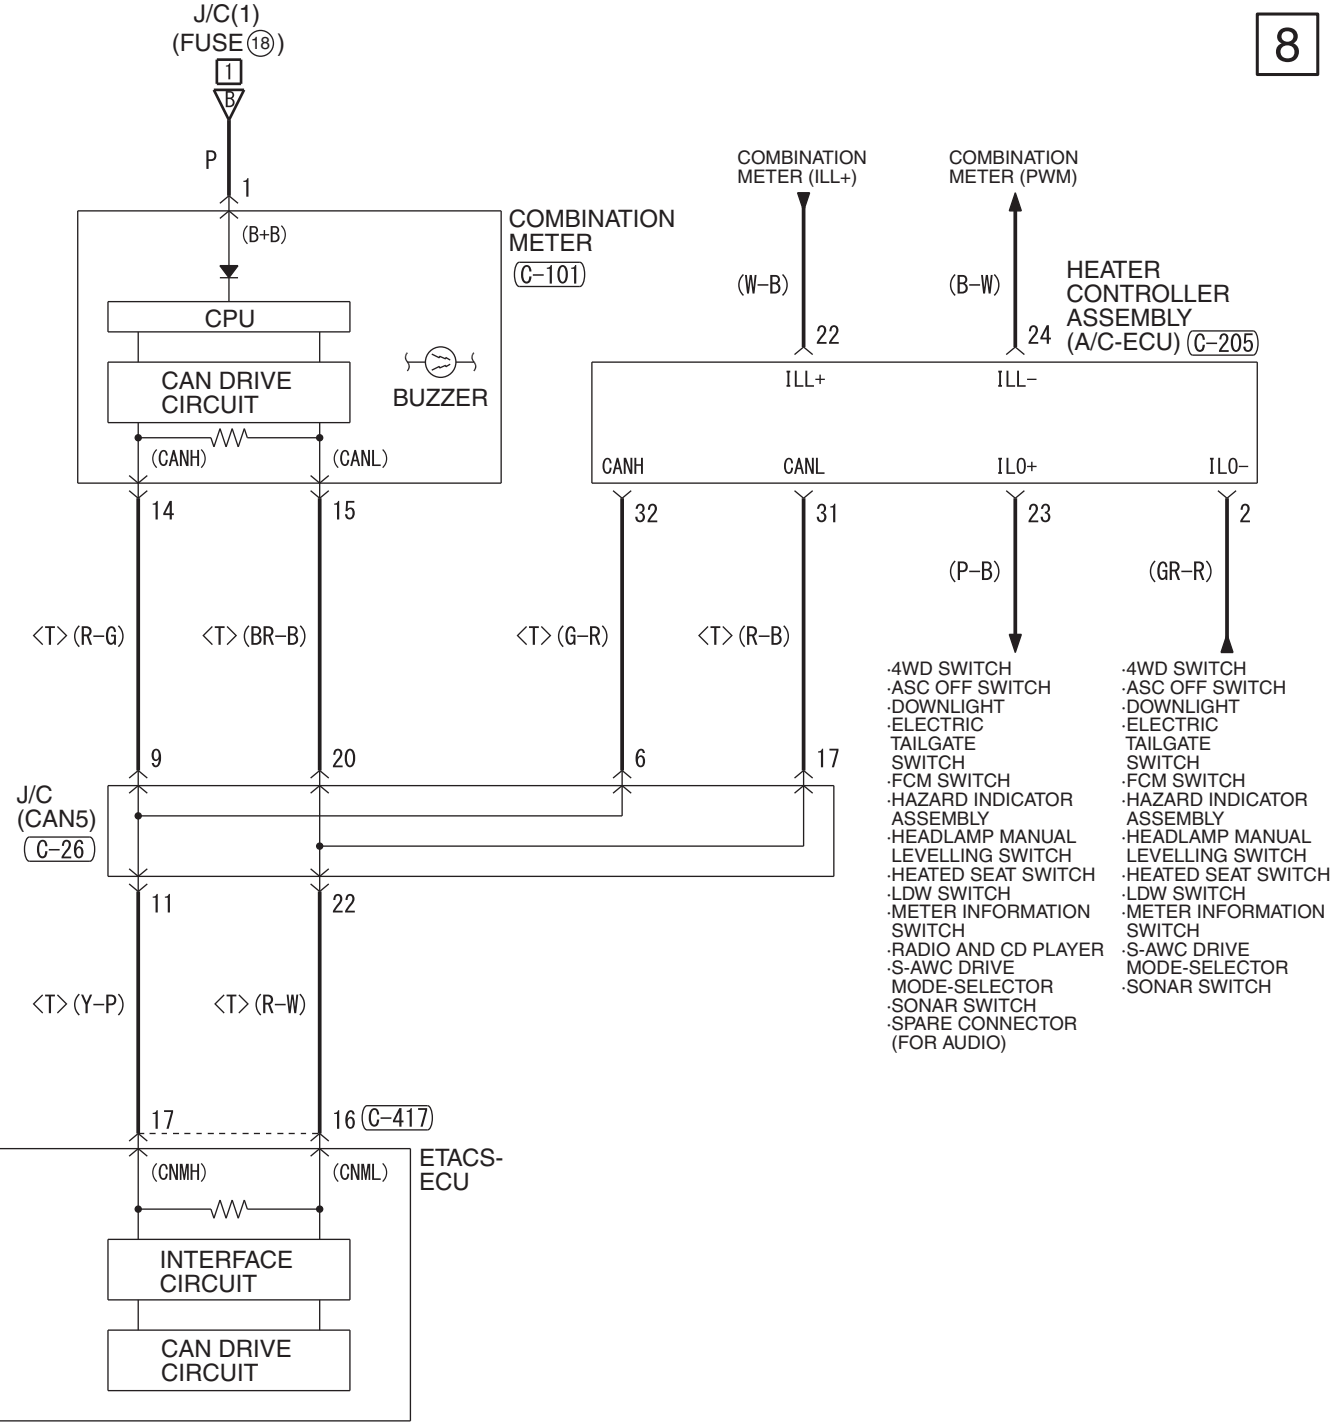 J/C(1)
(FUSE 18)
1
B
P
1
8
COMBINATION
METER (ILL+)
COMBINATION
METER (PWM)
COMBINATION
METER
C-101
(B+B)
CPU
CAN DRIVE
CIRCUIT
BUZZER
(CANH)
(CANL)
14
15
(W-B)
(B-W)
22
24
HEATER
CONTROLLER
ASSEMBLY
(A/C-ECU) C-205
ILL+
ILL-
CANH
CANL
ILO+
ILO-
32
31
23
2
<T>(R-G)
<T>(BR-B)
<T>(G-R)
<T>(R-B)
(P-B)
(GR-R)
·4WD SWITCH
·ASC OFF SWITCH
·DOWNLIGHT
·ELECTRIC
TAILGATE
SWITCH
·FCM SWITCH
·HAZARD INDICATOR
ASSEMBLY
·HEADLAMP MANUAL
LEVELLING SWITCH
·HEATED SEAT SWITCH
·LDW SWITCH
·METER INFORMATION
SWITCH
·RADIO AND CD PLAYER
·S-AWC DRIVE
MODE-SELECTOR
·SONAR SWITCH
·SPARE CONNECTOR
(FOR AUDIO)
·4WD SWITCH
·ASC OFF SWITCH
·DOWNLIGHT
·ELECTRIC
TAILGATE
SWITCH
·FCM SWITCH
·HAZARD INDICATOR
ASSEMBLY
·HEADLAMP MANUAL
LEVELLING SWITCH
·HEATED SEAT SWITCH
·LDW SWITCH
·METER INFORMATION
SWITCH
·S-AWC DRIVE
MODE-SELECTOR
·SONAR SWITCH
9
20
6
17
J/C
(CAN5)
C-26
11
22
<T>(Y-P)
<T>(R-W)
17
16 C-417
(CNMH)
(CNML)
ETACS-
ECU
INTERFACE
CIRCUIT
CAN DRIVE
CIRCUIT